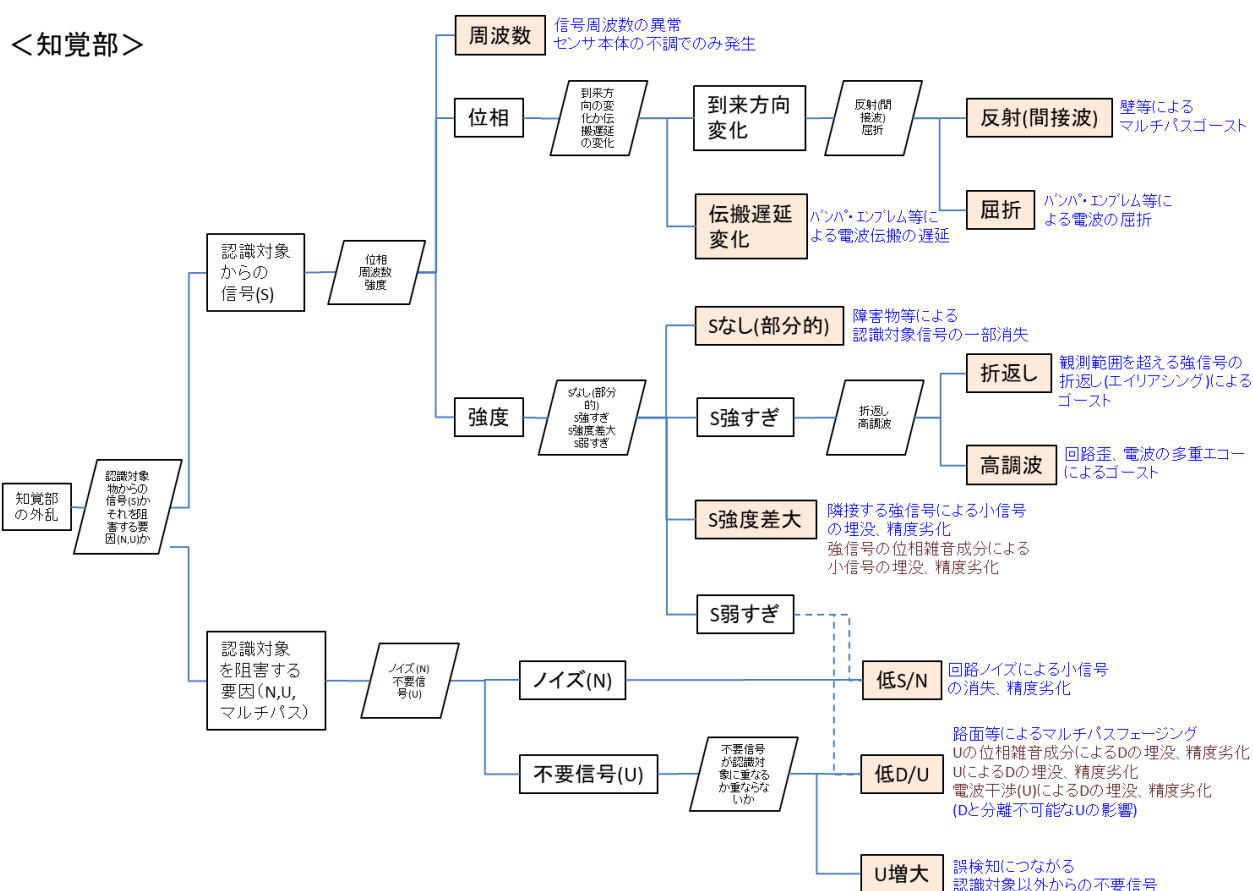 ＜知覚部＞
周波数
信号周波数の異常
センサ本体の不調でのみ発生
位相
到来方
向の変
化か伝
搬遅延
の変化
到来方向
変化
反射(間
接波)
屈折
反射(間接波)
壁等による
マルチパスゴースト
屈折
ﾊﾞﾝﾊﾟ・ｴﾝﾌﾞﾚﾑ等に
よる電波の屈折
伝搬遅延
変化
ﾊﾞﾝﾊﾟ・ｴﾝﾌﾞﾚﾑ等に
よる電波伝搬の遅延
認識対象
からの
信号(S)
位相
周波数
強度
Sなし(部分的)
障害物等による
認識対象信号の一部消失
強度
Sなし(部分
的)
S強すぎ
S強度差大
S弱すぎ
S強すぎ
折返し
高調波
折返し
観測範囲を超える強信号の
折返し(エイリアシング)による
ゴースト
高調波
回路歪、電波の多重エコー
によるゴースト
知覚部
の外乱
認識対象
物からの
信号(S)か
それを阻
害する要
因(N,U)か
S強度差大
隣接する強信号による小信号
の埋没、精度劣化
強信号の位相雑音成分による
小信号の埋没、精度劣化
S弱すぎ
認識対象
を阻害する
要因(N,U,
マルチパス)
ノイズ(N)
不要信
号(U)
ノイズ(N)
低S/N
回路ノイズによる小信号
の消失、精度劣化
不要信号(U)
不要信号
が認識対
象に重なる
か重ならな
いか
低D/U
路面等によるマルチパスフェージング
Uの位相雑音成分によるDの埋没、精度劣化
UによるDの埋没、精度劣化
電波干渉(U)によるDの埋没、精度劣化
(Dと分離不可能なUの影響)
U増大
誤検知につながる
認識対象以外からの不要信号